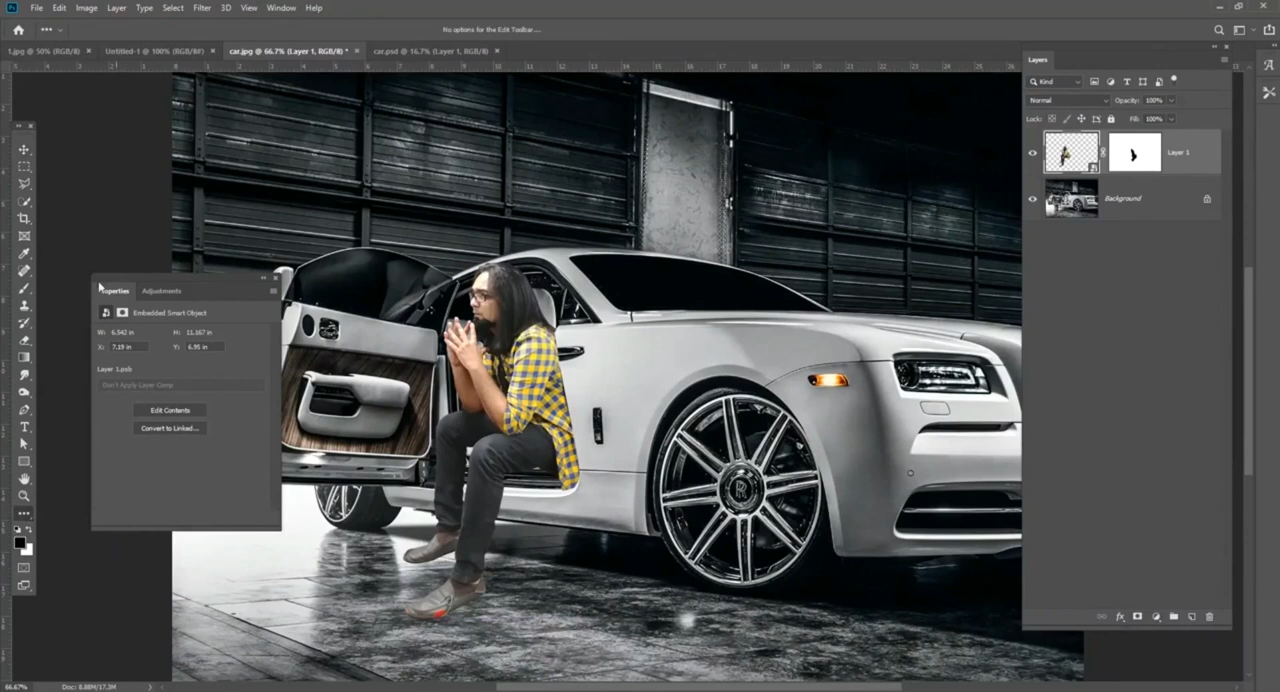 Ps File Edit Image Layer Type Select Filter 3D View Window Help
No options for the Edit Toolbar....
1.jpg @ 50% (RGB/8) Untitled-1 @ 100% (RGB/8#) car.jpg @ 66.7% (Layer 1, RGB/8) * car.psd @ 16.7% (Layer 1, RGB/8)
Layers
Kind
Normal Opacity: 100%
Lock: Fill: 100%
Layer 1
Background
Properties Adjustments
Embedded Smart Object
W: 6.542 in H: 11.167 in
X: 7.19 in Y: 6.95 in
Layer 1.psb
Don't Apply Layer Comp
Edit Contents
Convert to Linked...
R
66.67% Doc: 8.88M/17.3M